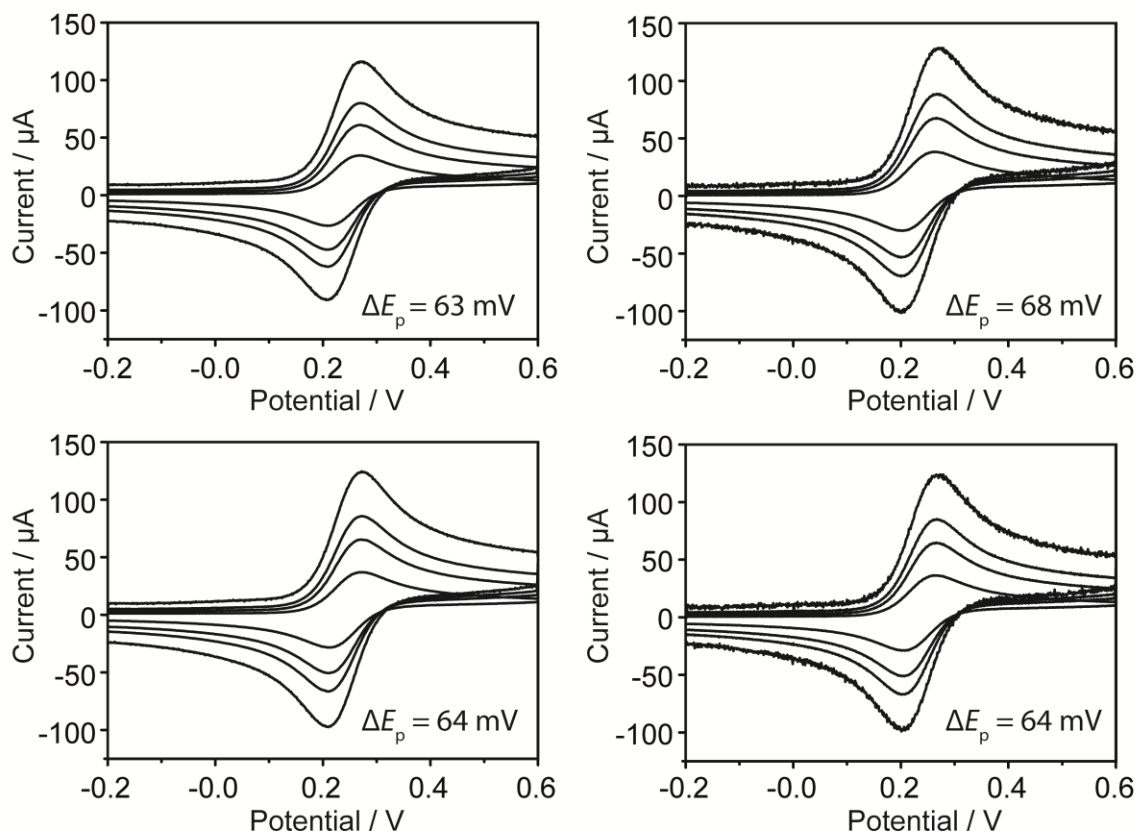 150
100
50
0
-50
-100
Current / µA
ΔEp = 63 mV
-0.2 -0.0 0.2 0.4 0.6
Potential / V
150
100
50
0
-50
-100
Current / µA
ΔEp = 68 mV
-0.2 -0.0 0.2 0.4 0.6
Potential / V
150
100
50
0
-50
-100
Current / µA
ΔEp = 64 mV
-0.2 -0.0 0.2 0.4 0.6
Potential / V
150
100
50
0
-50
-100
Current / µA
ΔEp = 64 mV
-0.2 -0.0 0.2 0.4 0.6
Potential / V